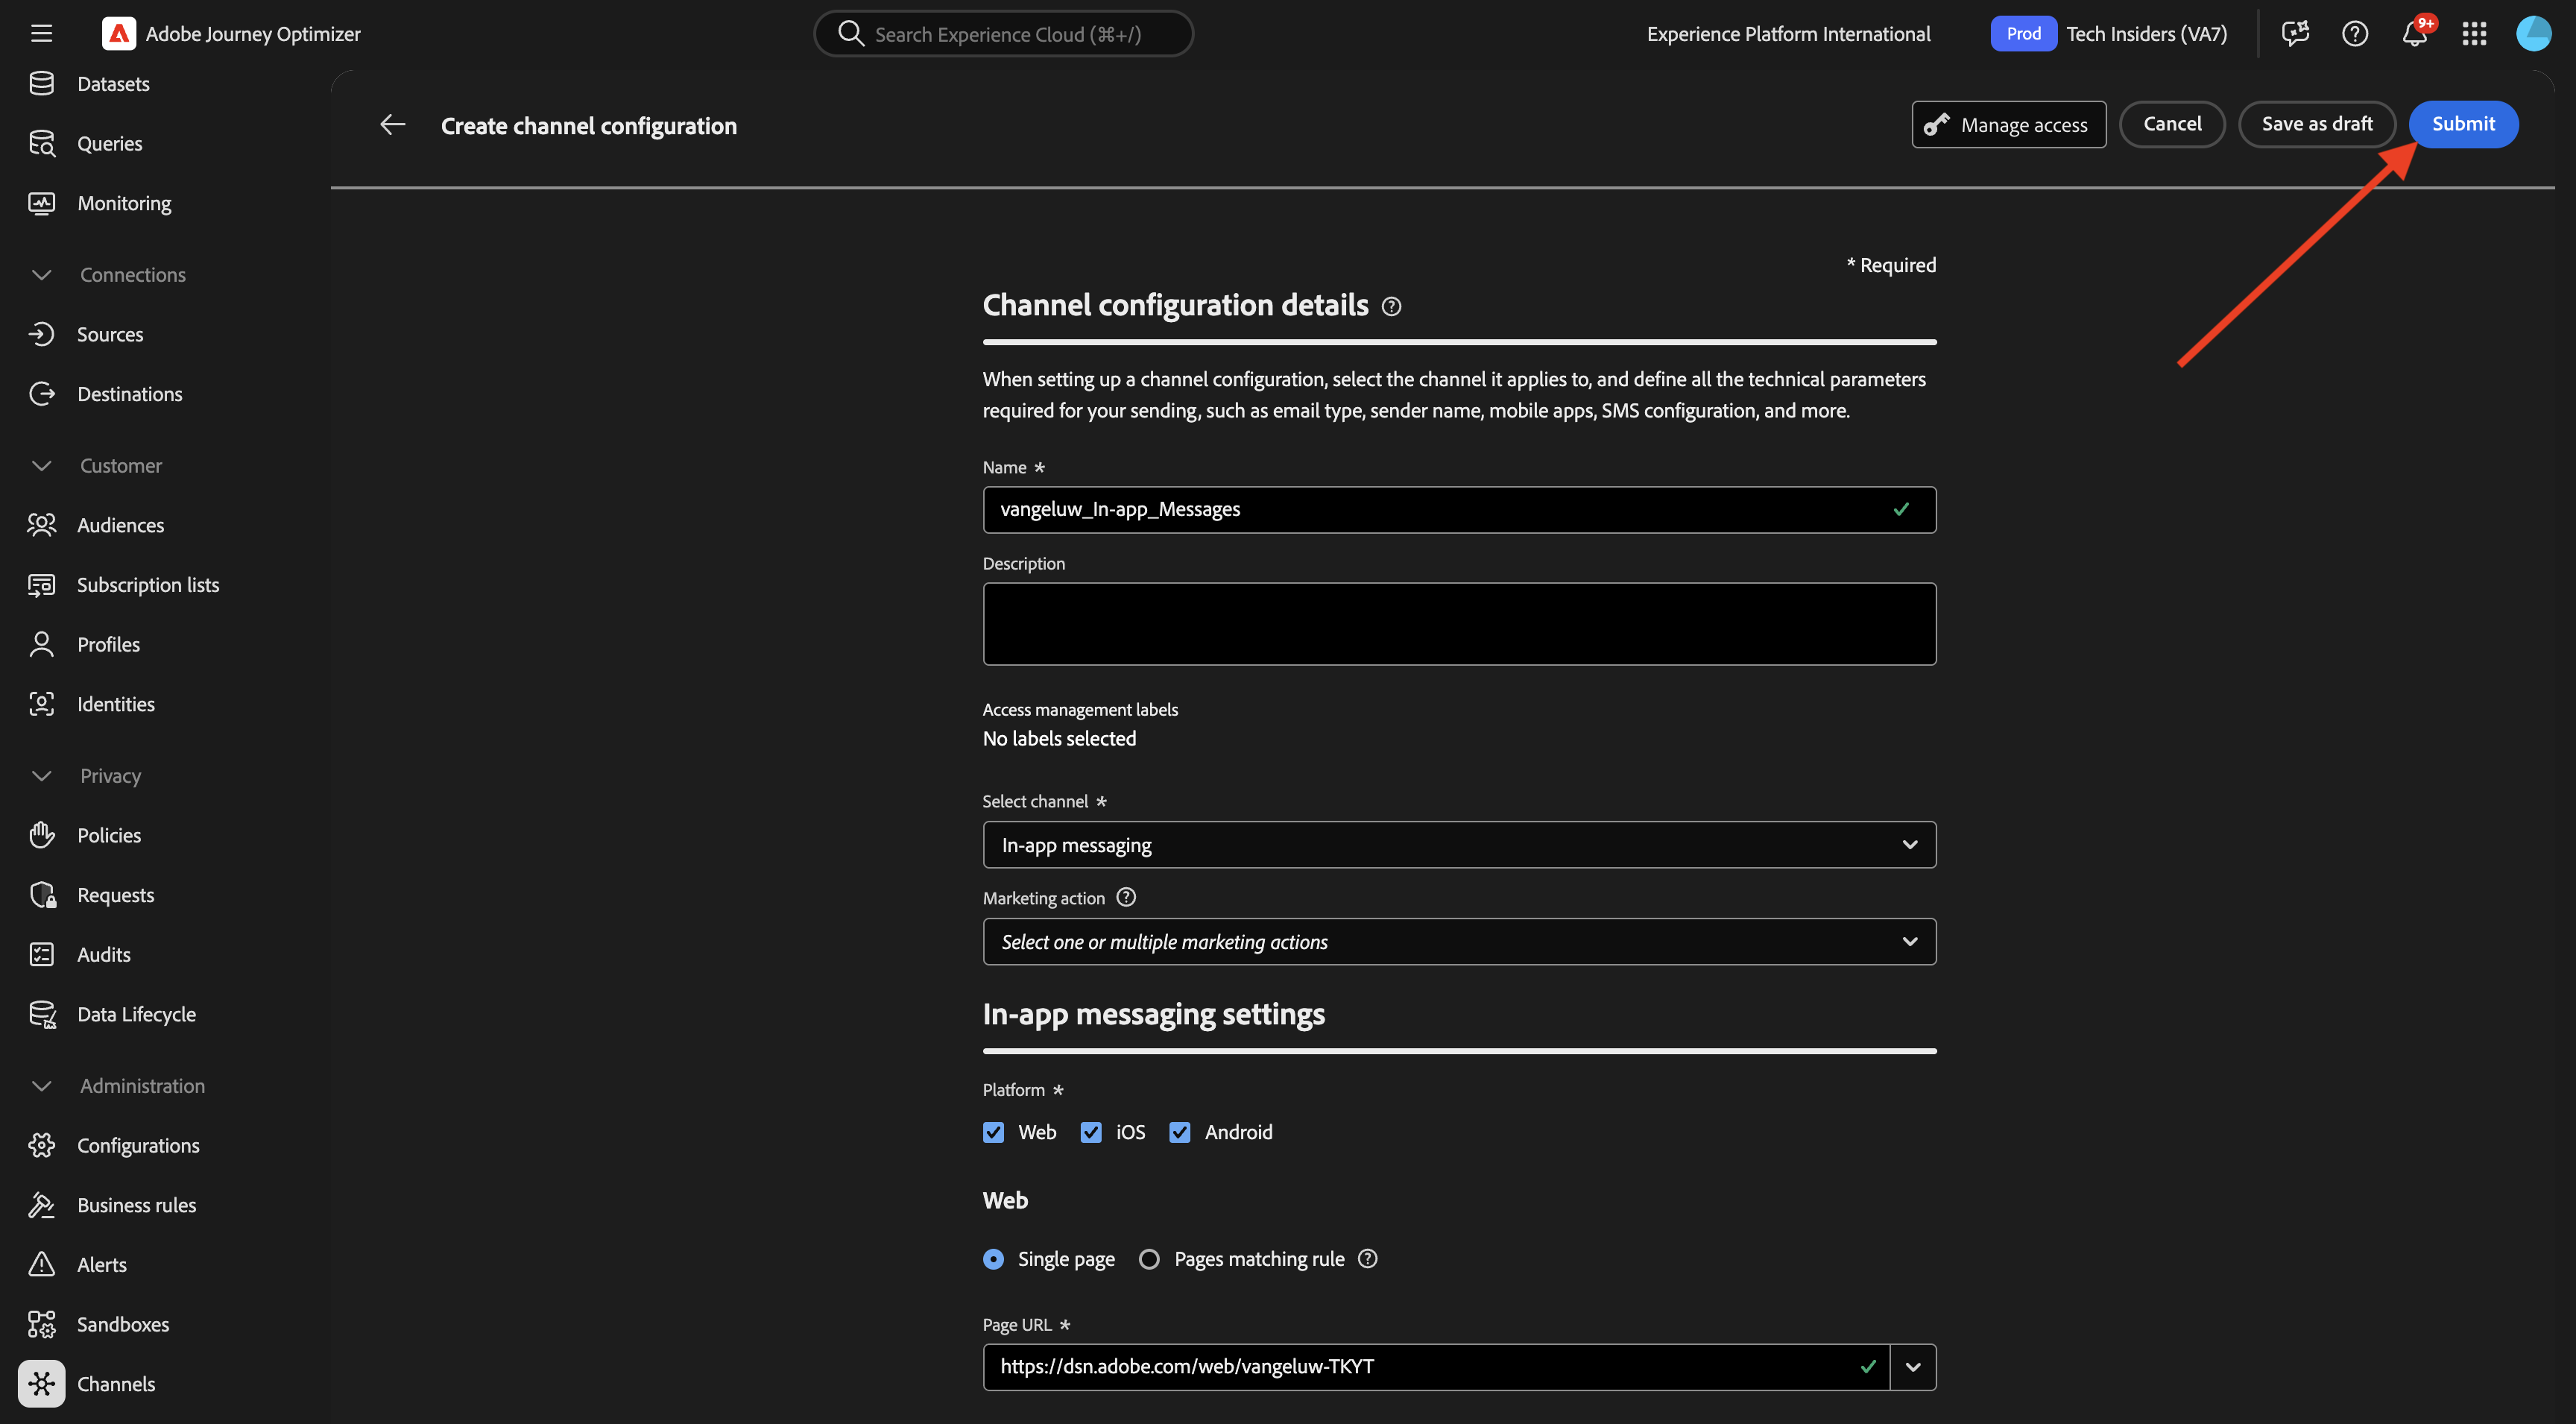 Adobe Journey Optimizer
Search Experience Cloud (⌘+/)
Experience Platform International
Prod
Tech Insiders (VA7)
9+
Datasets
Queries
Monitoring
Connections
Sources
Destinations
Customer
Audiences
Subscription lists
Profiles
Identities
Privacy
Policies
Requests
Audits
Data Lifecycle
Administration
Configurations
Business rules
Alerts
Sandboxes
Channels
Create channel configuration
Manage access
Cancel
Save as draft
Submit
* Required
Channel configuration details
When setting up a channel configuration, select the channel it applies to, and define all the technical parameters
required for your sending, such as email type, sender name, mobile apps, SMS configuration, and more.
Name *
vangeluw_In-app_Messages
Description
Access management labels
No labels selected
Select channel *
In-app messaging
Marketing action
Select one or multiple marketing actions
In-app messaging settings
Platform *
Web iOS Android
Web
Single page Pages matching rule
Page URL *
https://dsn.adobe.com/web/vangeluw-TKYT